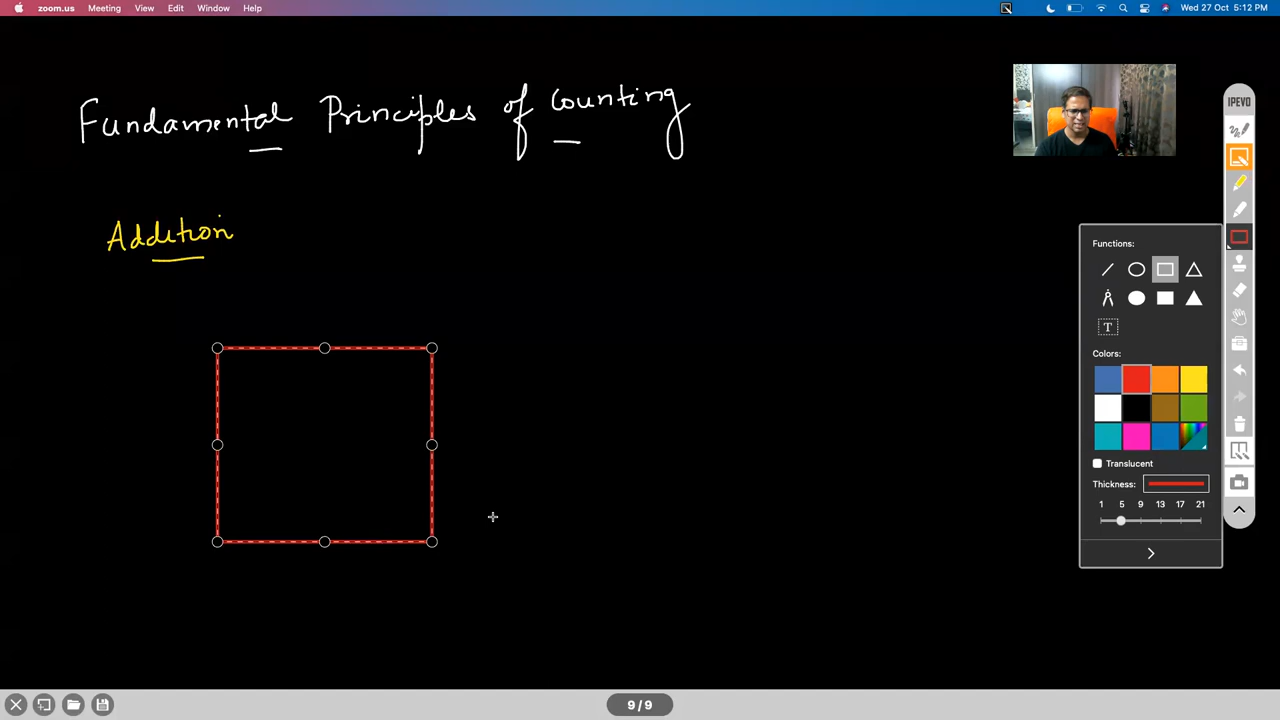 zoom.us Meeting View Edit Window Help Wed 27 Oct 5:12 PM
Fundamental Principles of Counting
IPEVO
Addition
Functions:
T
Colors:
Translucent
Thickness:
1 5 9 13 17 21
9 / 9